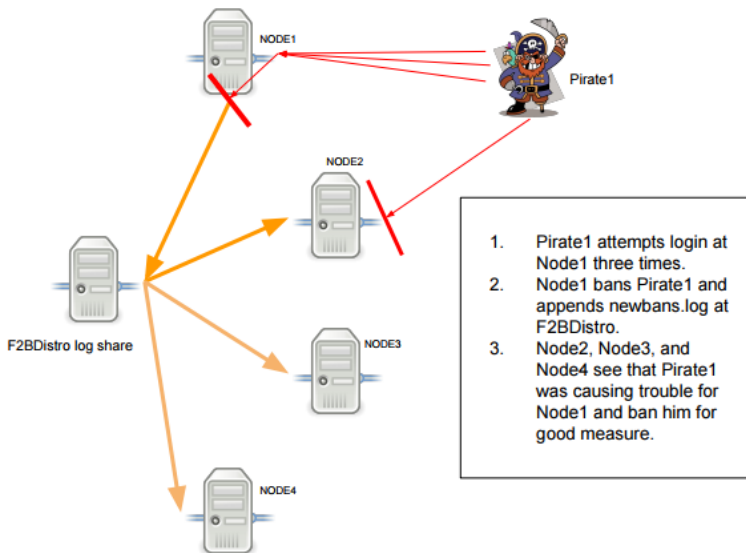 NODE1
Pirate1
NODE2
F2BDistro log share
NODE3
NODE4
1. Pirate1 attempts login at
Node1 three times.
2. Node1 bans Pirate1 and
appends newbans.log at
F2BDistro.
3. Node2, Node3, and
Node4 see that Pirate1
was causing trouble for
Node1 and ban him for
good measure.